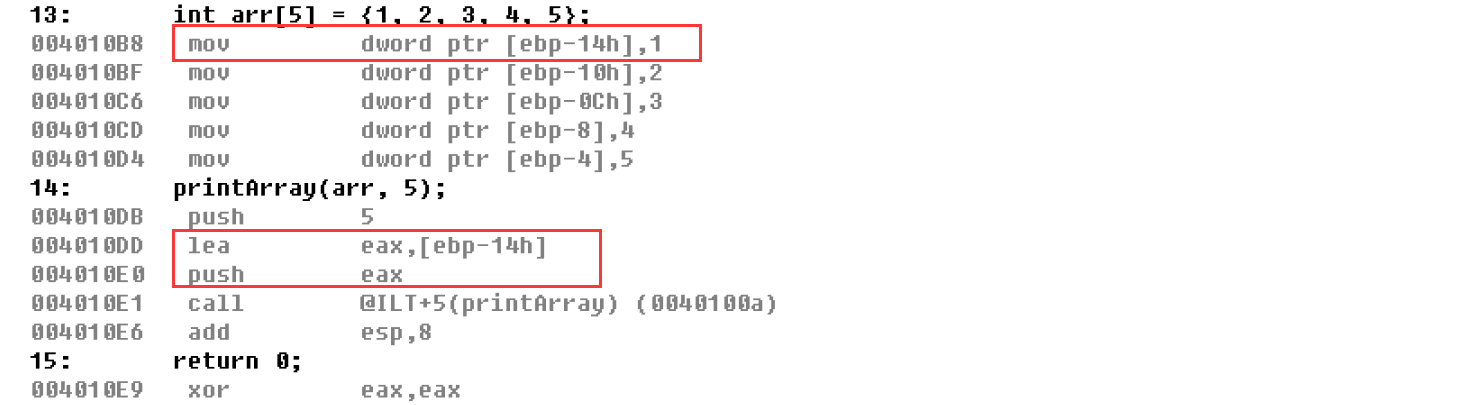 13: int arr[5] = {1, 2, 3, 4, 5};
004010B8 mov dword ptr [ebp-14h],1
004010BF mov dword ptr [ebp-10h],2
004010C6 mov dword ptr [ebp-0Ch],3
004010CD mov dword ptr [ebp-8],4
004010D4 mov dword ptr [ebp-4],5
14: printArray(arr, 5);
004010DB push 5
004010DD lea eax,[ebp-14h]
004010E0 push eax
004010E1 call @ILT+5(printArray) (0040100a)
004010E6 add esp,8
15: return 0;
004010E9 xor eax,eax